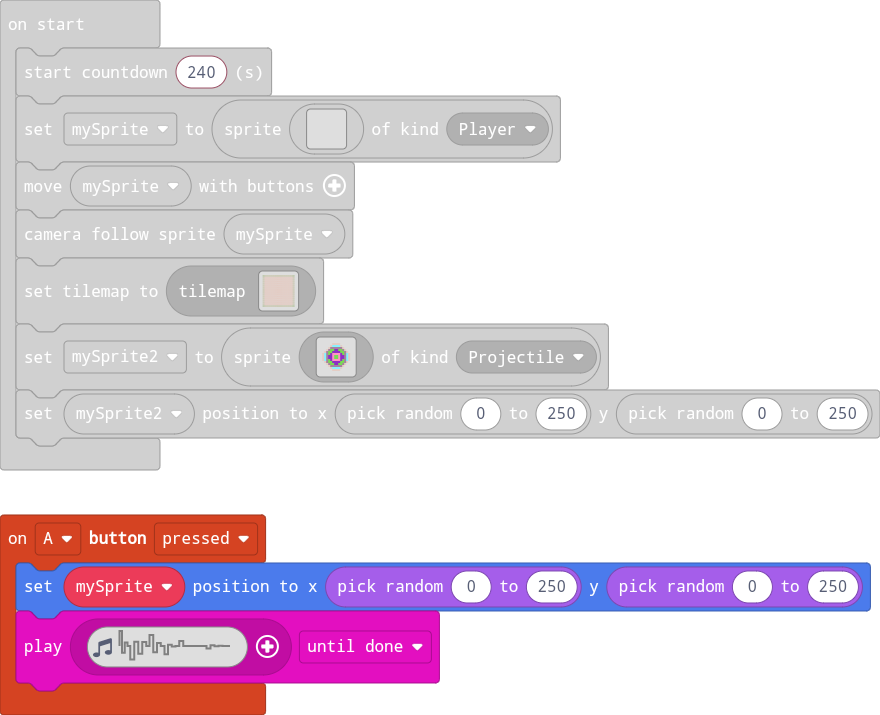 on start
start countdown 240 (s)
set mySprite to sprite of kind Player
move mySprite with buttons
camera follow sprite mySprite
set tilemap to tilemap
set mySprite2 to sprite of kind Projectile
set mySprite2 position to x pick random 0 to 250 y pick random 0 to 250
on A button pressed
set mySprite position to x pick random 0 to 250 y pick random 0 to 250
play until done